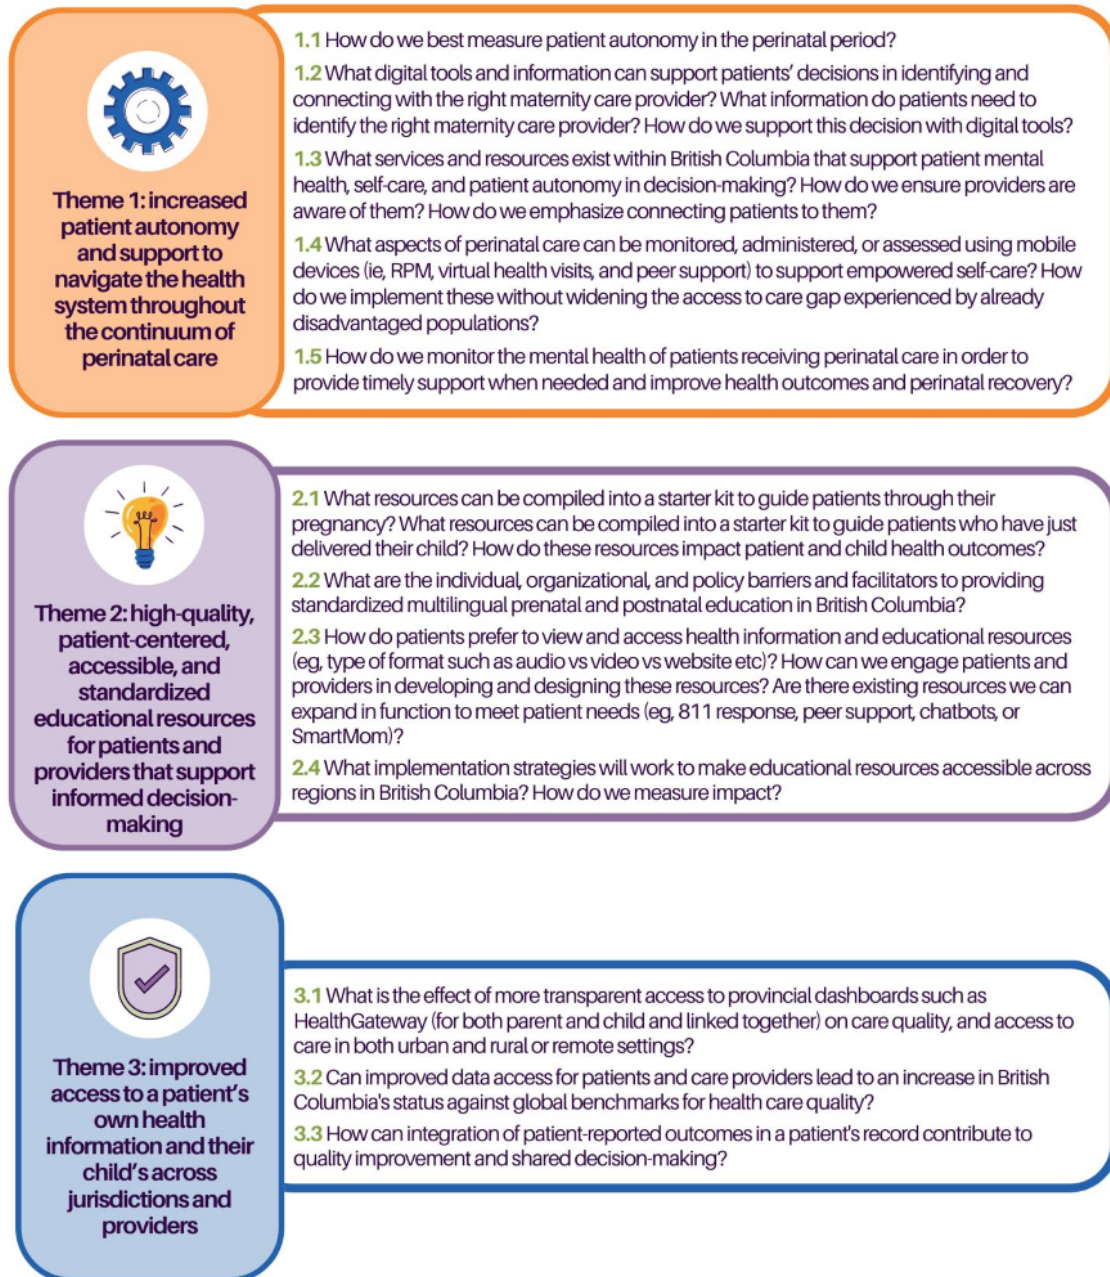 Theme 1: increased
patient autonomy
and support to
navigate the health
system throughout
the continuum of
perinatal care
1.1 How do we best measure patient autonomy in the perinatal period?
1.2 What digital tools and information can support patients' decisions in identifying and
connecting with the right maternity care provider? What information do patients need to
identify the right maternity care provider? How do we support this decision with digital tools?
1.3 What services and resources exist within British Columbia that support patient mental
health, self-care, and patient autonomy in decision-making? How do we ensure providers are
aware of them? How do we emphasize connecting patients to them?
1.4 What aspects of perinatal care can be monitored, administered, or assessed using mobile
devices (ie, RPM, virtual health visits, and peer support) to support empowered self-care? How
do we implement these without widening the access to care gap experienced by already
disadvantaged populations?
1.5 How do we monitor the mental health of patients receiving perinatal care in order to
provide timely support when needed and improve health outcomes and perinatal recovery?
Theme 2: high-quality,
patient-centered,
accessible, and
standardized
educational resources
for patients and
providers that support
informed decision-
making
2.1 What resources can be compiled into a starter kit to guide patients through their
pregnancy? What resources can be compiled into a starter kit to guide patients who have just
delivered their child? How do these resources impact patient and child health outcomes?
2.2 What are the individual, organizational, and policy barriers and facilitators to providing
standardized multilingual prenatal and postnatal education in British Columbia?
2.3 How do patients prefer to view and access health information and educational resources
(eg, type of format such as audio vs video vs website etc)? How can we engage patients and
providers in developing and designing these resources? Are there existing resources we can
expand in function to meet patient needs (eg, 811 response, peer support, chatbots, or
SmartMom)?
2.4 What implementation strategies will work to make educational resources accessible across
regions in British Columbia? How do we measure impact?
Theme 3: improved
access to a patient's
own health
information and their
child's across
jurisdictions and
providers
3.1 What is the effect of more transparent access to provincial dashboards such as
HealthGateway (for both parent and child and linked together) on care quality, and access to
care in both urban and rural or remote settings?
3.2 Can improved data access for patients and care providers lead to an increase in British
Columbia's status against global benchmarks for health care quality?
3.3 How can integration of patient-reported outcomes in a patient's record contribute to
quality improvement and shared decision-making?